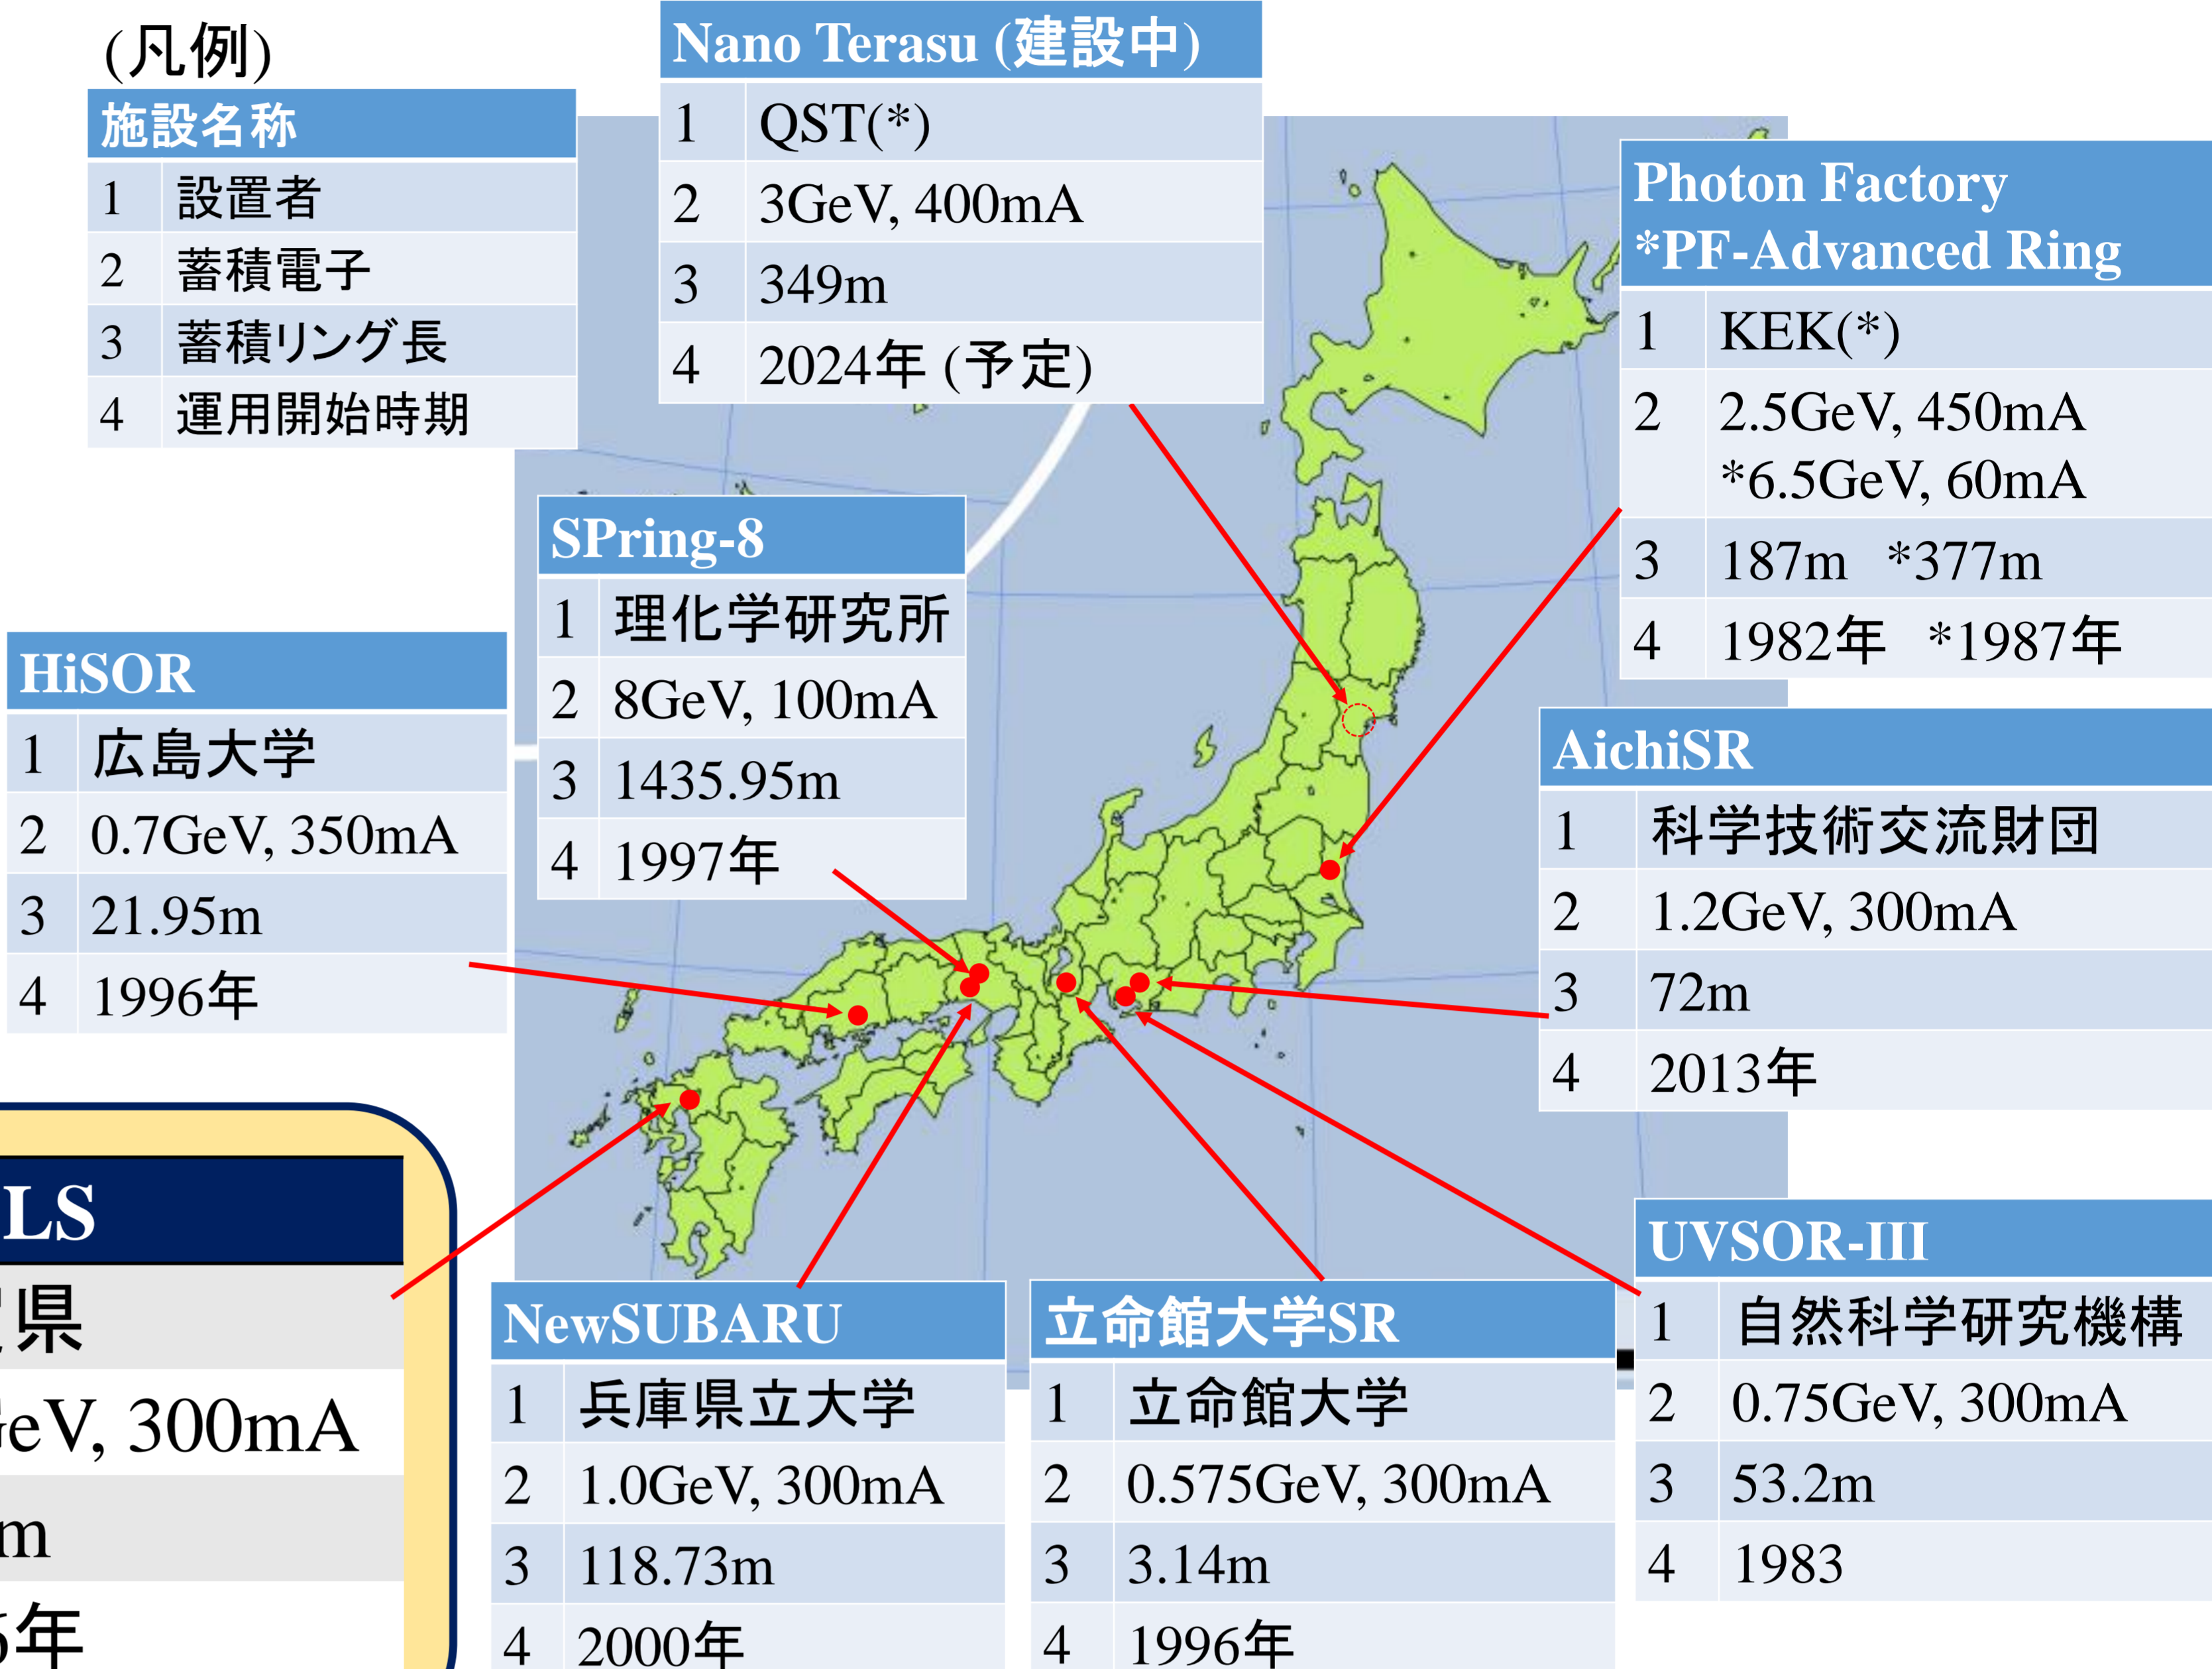 (凡例)
施設名称
1 設置者
2 蓄積電子
3 蓄積リング長
4 運用開始時期
Nano Terasu (建設中)
1 QST(*)
2 3GeV, 400mA
3 349m
4 2024年 (予定)
Photon Factory
*PF-Advanced Ring
1 KEK(*)
2 2.5GeV, 450mA
*6.5GeV, 60mA
3 187m *377m
4 1982年 *1987年
SPring-8
1 理化学研究所
2 8GeV, 100mA
3 1435.95m
4 1997年
HiSOR
1 広島大学
2 0.7GeV, 350mA
3 21.95m
4 1996年
AichiSR
1 科学技術交流財団
2 1.2GeV, 300mA
3 72m
4 2013年
LS
県
eV, 300mA
m
年
NewSUBARU
1 兵庫県立大学
2 1.0GeV, 300mA
3 118.73m
4 2000年
立命館大学SR
1 立命館大学
2 0.575GeV, 300mA
3 3.14m
4 1996年
UVSOR-III
1 自然科学研究機構
2 0.75GeV, 300mA
3 53.2m
4 1983